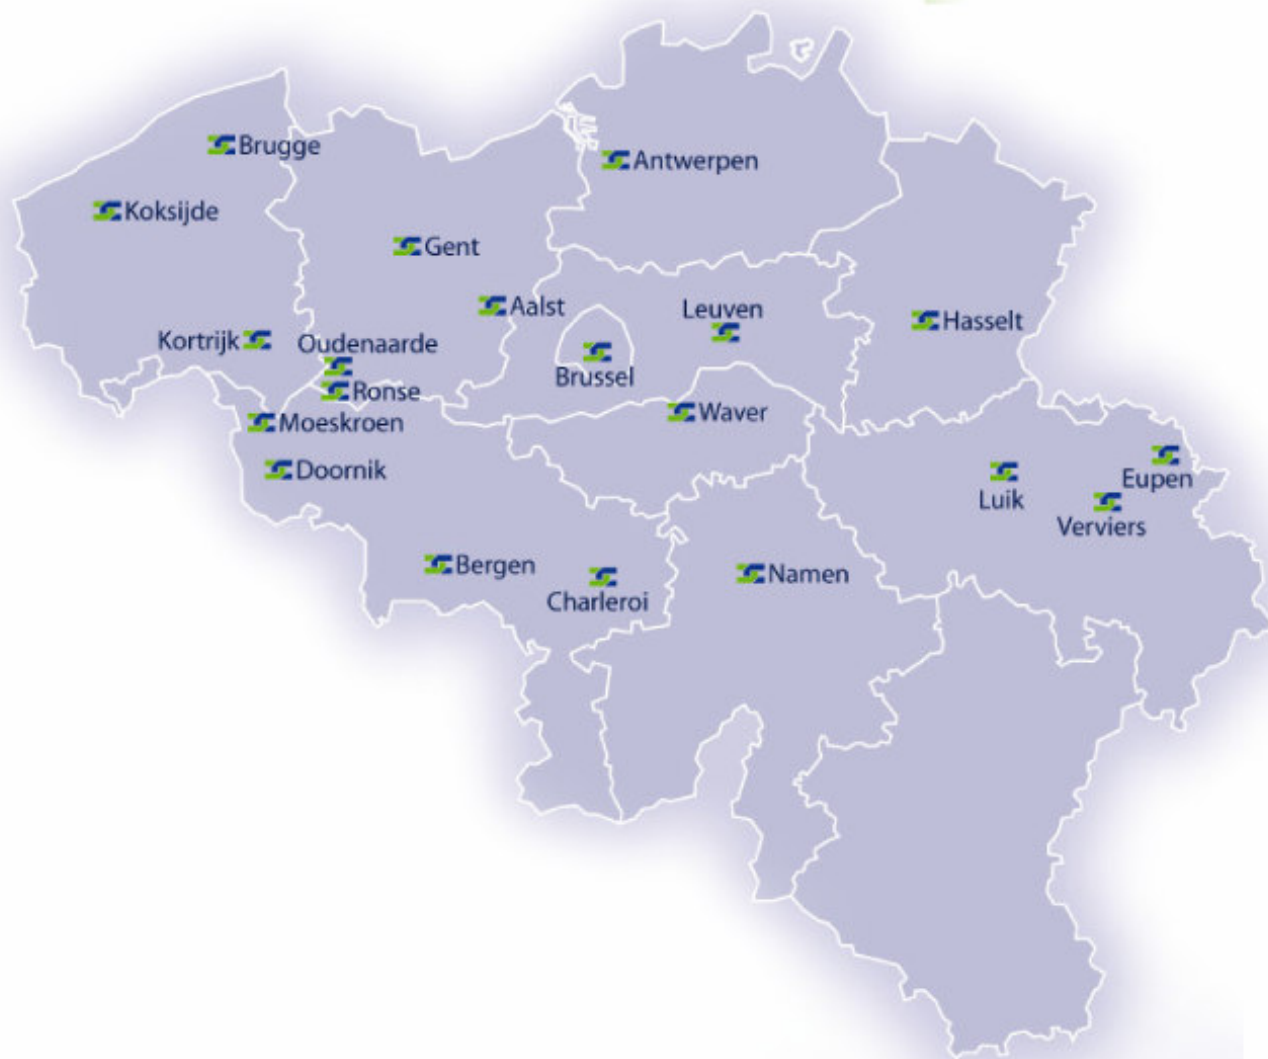 Brugge
Antwerpen
Koksijde
Gent
Aalst
Leuven
Hasselt
Kortrijk
Oudenaarde
Brussel
Ronse
Waver
Moeskroen
Doornik
Luik
Eupen
Verviers
Bergen
Charleroi
Namen